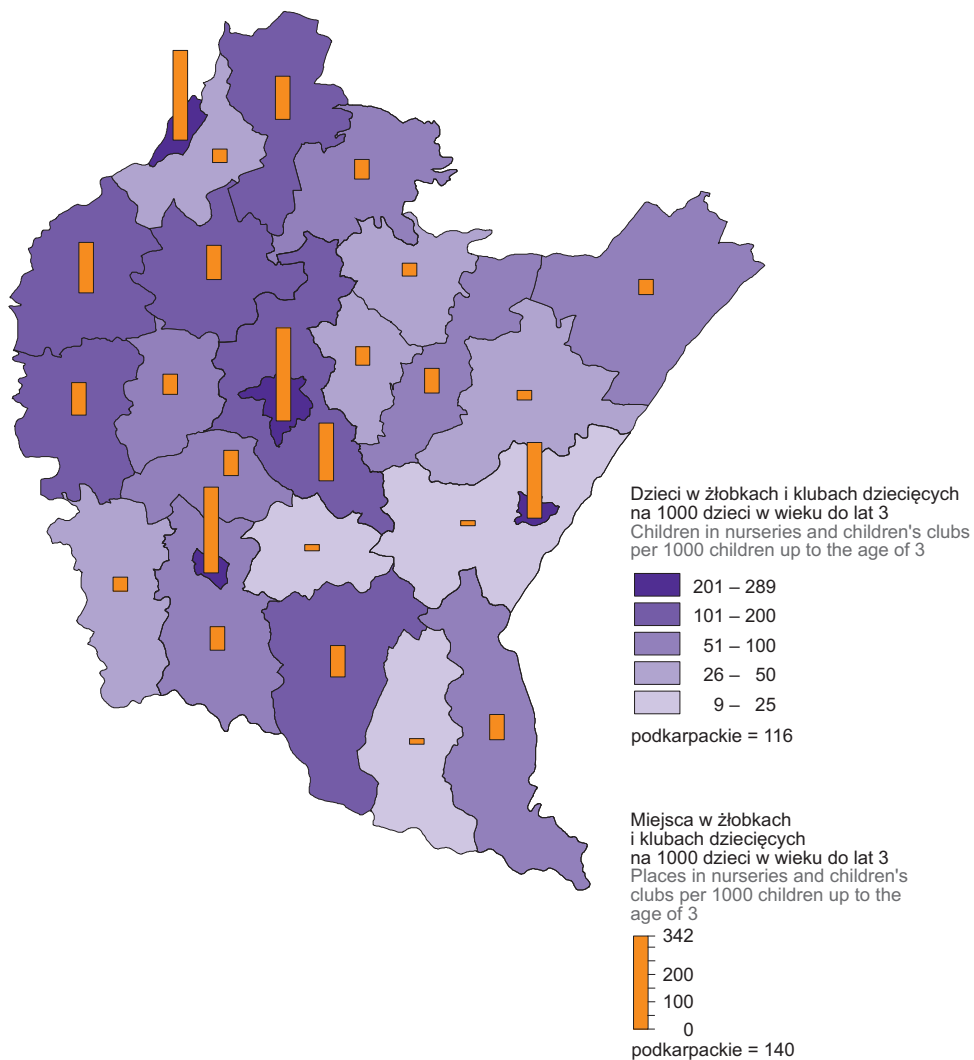 Dzieci w żłobkach i klubach dziecięcych
na 1000 dzieci w wieku do lat 3
Children in nurseries and children's clubs
per 1000 children up to the age of 3
201 – 289
101 – 200
51 – 100
26 – 50
9 – 25
podkarpackie = 116
Miejsca w żłobkach
i klubach dziecięcych
na 1000 dzieci w wieku do lat 3
Places in nurseries and children's
clubs per 1000 children up to the
age of 3
342
200
100
0
podkarpackie = 140